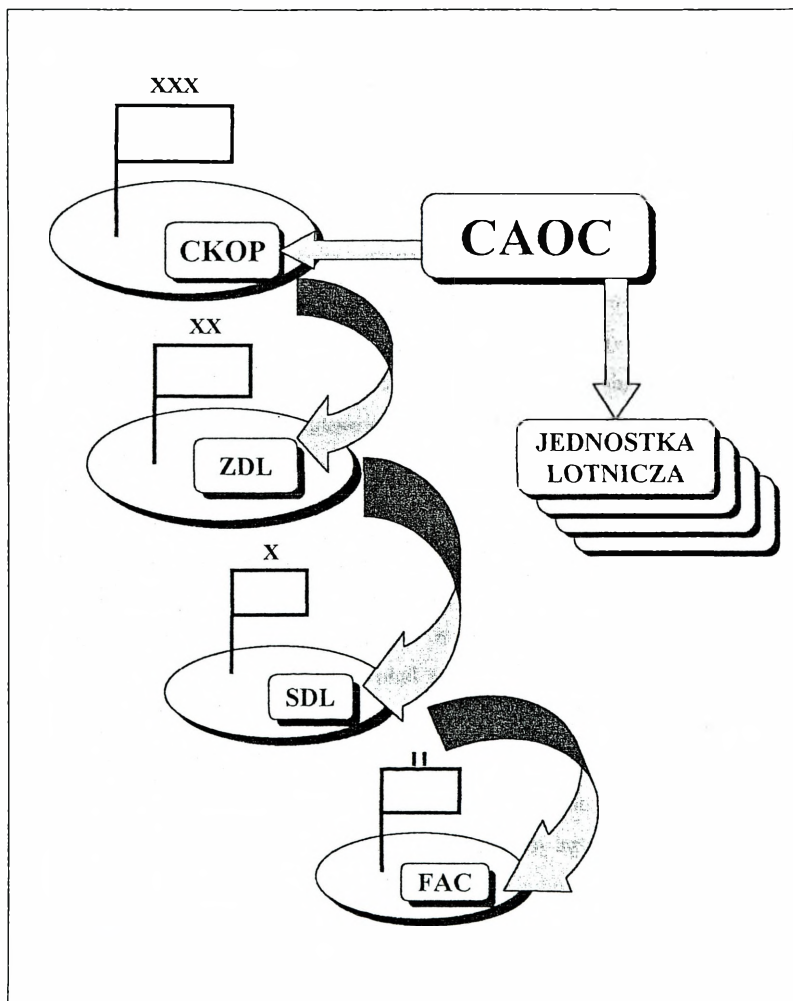 XXX
CKOP
CAOC
XX
ZDL
JEDNOSTKA
LOTNICZA
X
SDL
II
FAC